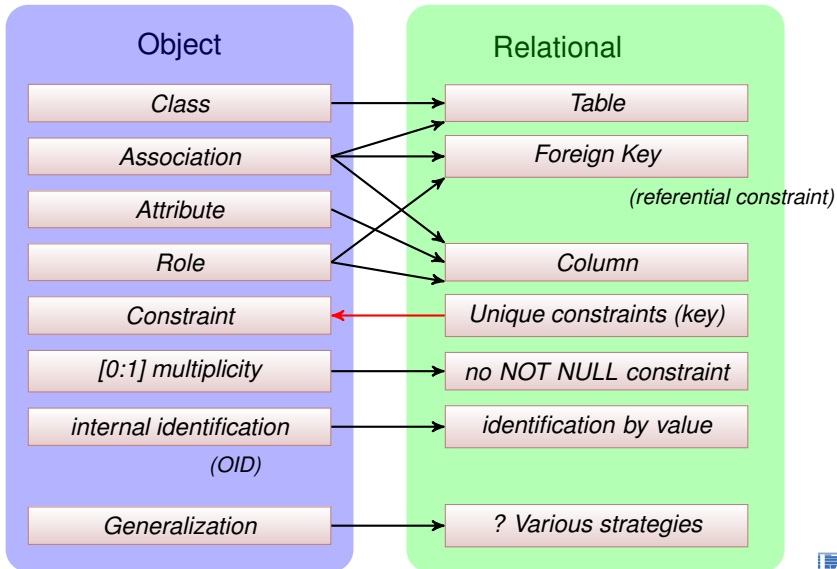 Object
Relational
Class
Table
Association
Foreign Key
(referential constraint)
Attribute
Role
Column
Constraint
Unique constraints (key)
[0:1] multiplicity
no NOT NULL constraint
internal identification
identification by value
(OID)
Generalization
? Various strategies